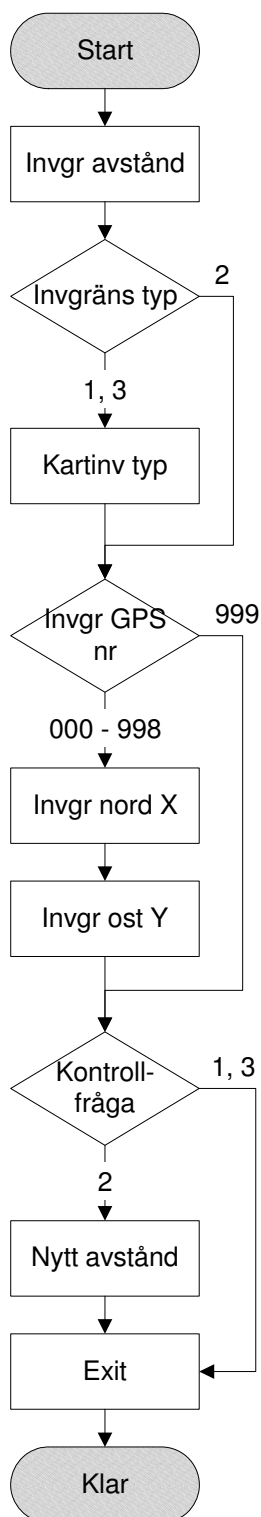 Start
Invgr avstånd
Invgräns typ
2
1, 3
Kartinv typ
Invgr GPS
nr
999
000 - 998
Invgr nord X
Invgr ost Y
Kontroll-
fråga
1, 3
2
Nytt avstånd
Exit
Klar